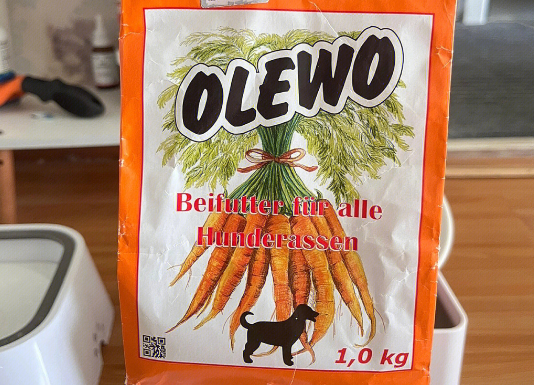 OLEWO
Beifutter für alle
Hunderassen
1,0 kg